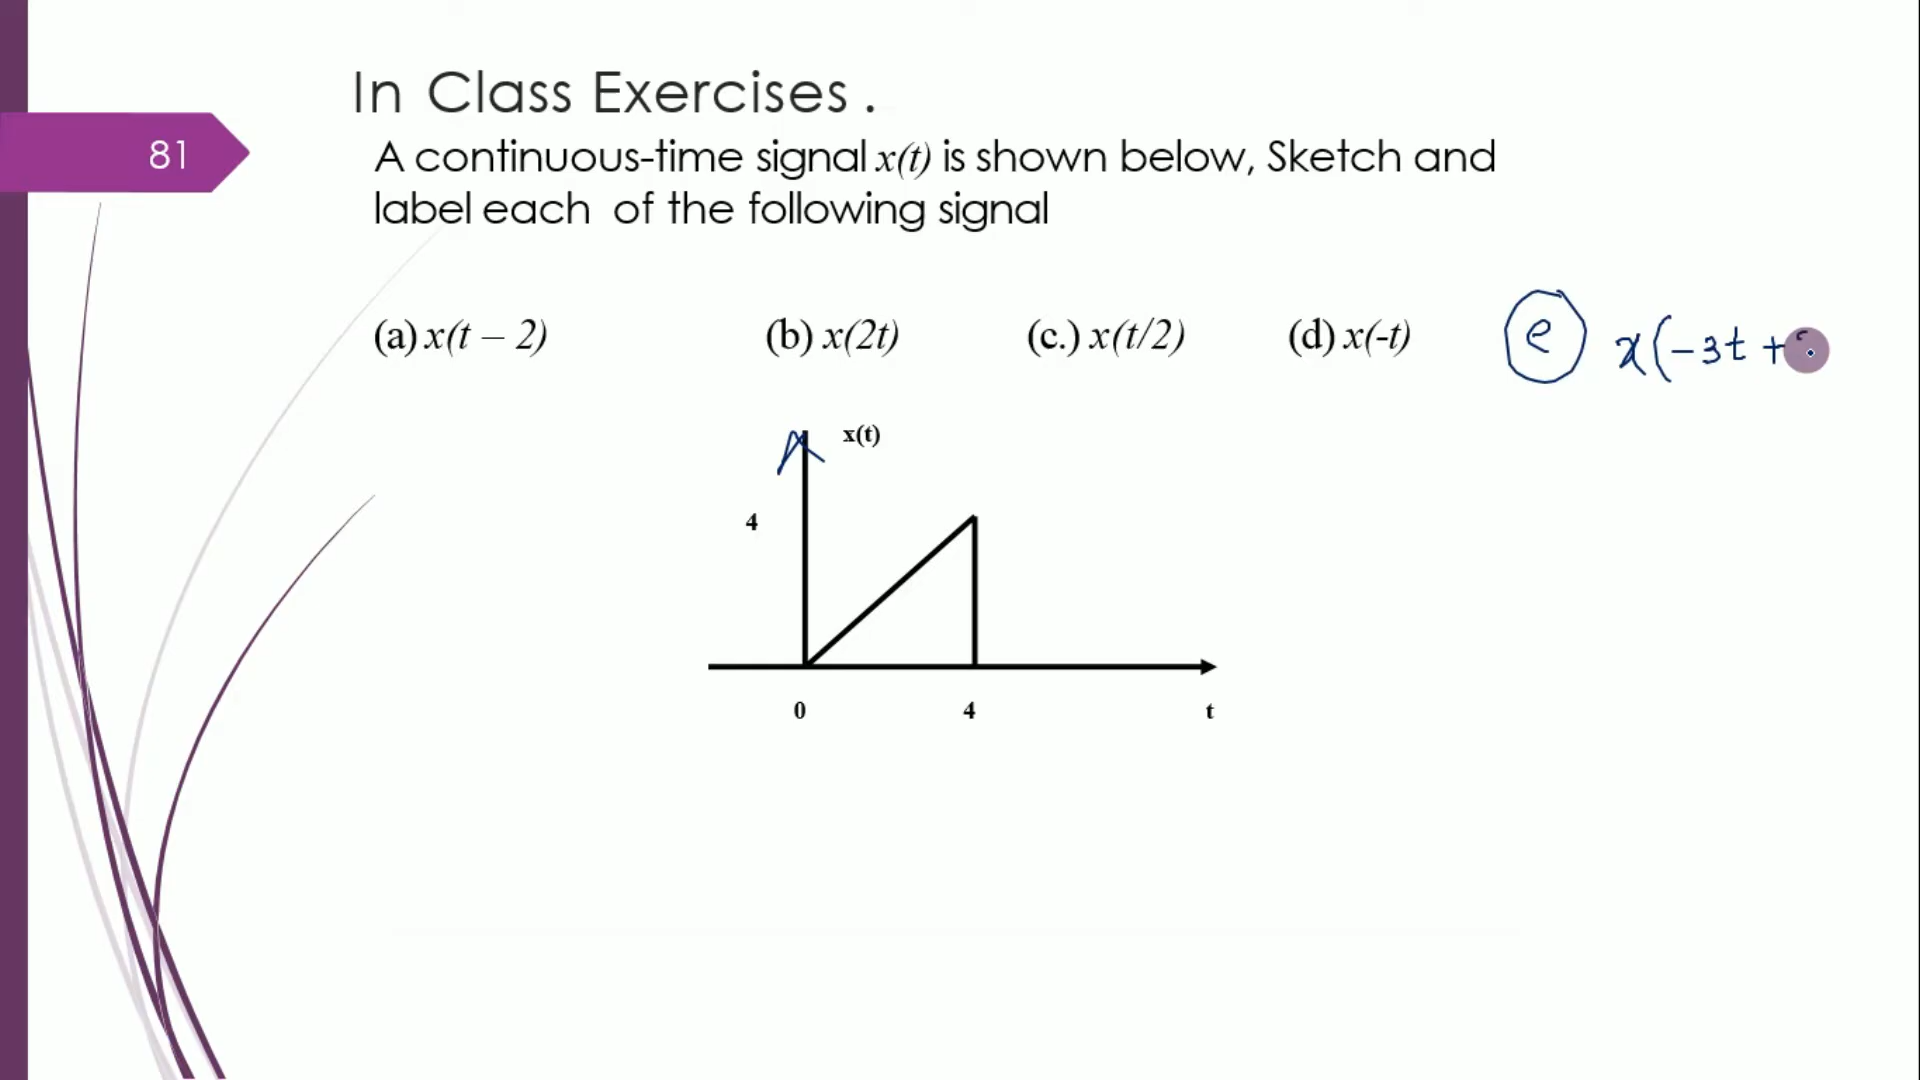 In Class Exercises .
81
A continuous-time signal x(t) is shown below, Sketch and
label each of the following signal
(a) x(t – 2) (b) x(2t) (c.) x(t/2) (d) x(-t) e x(-3t +
x(t)
4
0 4 t